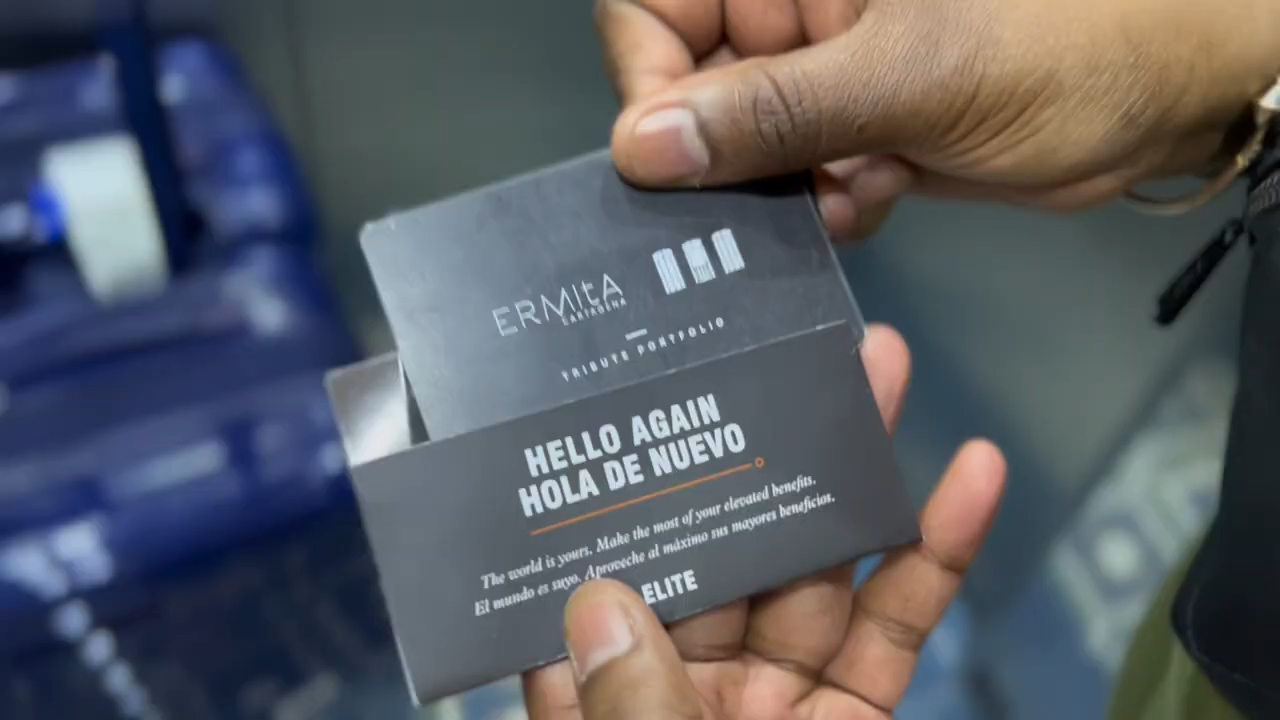 ERMItA
CARTAGENA
TRIBUTE PORTFOLIO
HELLO AGAIN
HOLA DE NUEVO
The world is yours. Make the most of your elevated benefits.
El mundo es suyo. Aproveche al máximo sus mayores beneficios.
ELITE